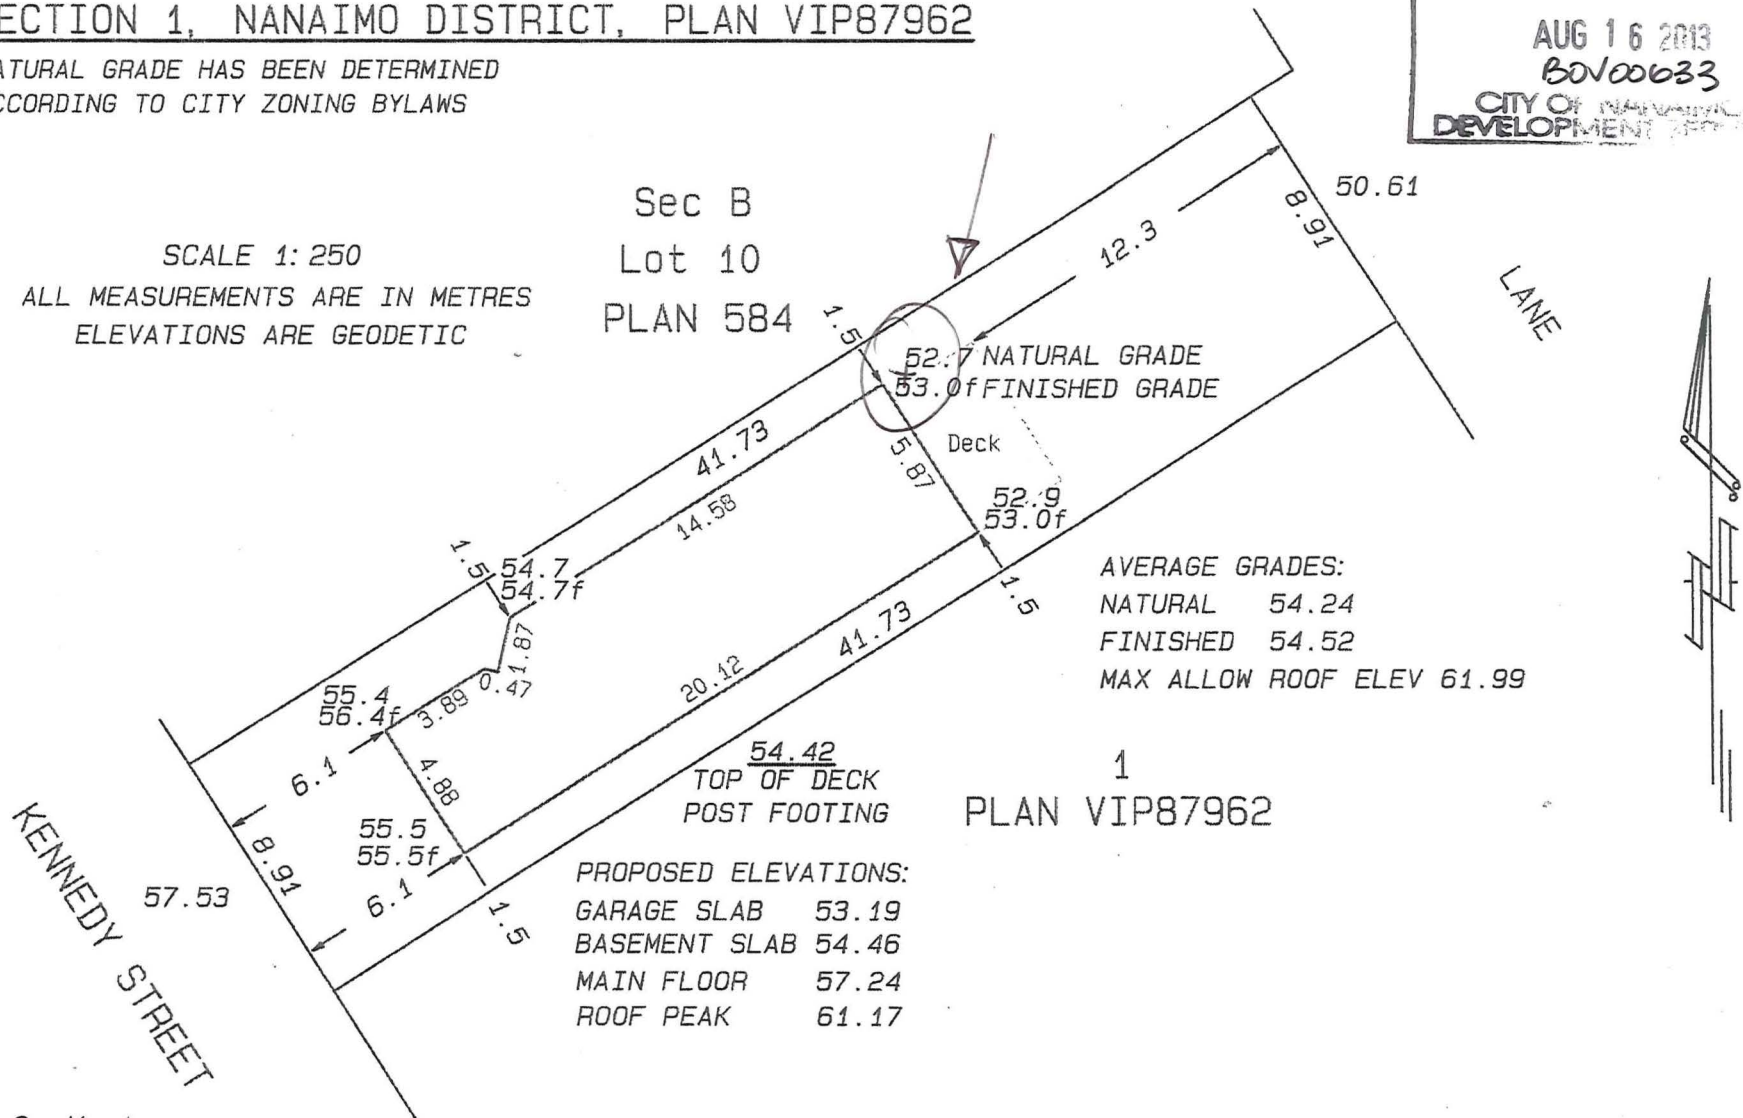 ECTION 1, NANAIMO DISTRICT, PLAN VIP87962
ATURAL GRADE HAS BEEN DETERMINED
CCORDING TO CITY ZONING BYLAWS
AUG 16 2013
BOV00633
CITY OF NANAIMO
DEVELOPMENT
SCALE 1:250
ALL MEASUREMENTS ARE IN METRES
ELEVATIONS ARE GEODETIC
Sec B
Lot 10
PLAN 584
50.61
8.91
12.3
LANE
1.5
52.7 NATURAL GRADE
53.0f FINISHED GRADE
41.73
14.58
5.87
Deck
52.9
53.0f
1.5
1.5
54.7
54.7f
1.87
0.47
3.89
55.4
56.4f
6.1
4.88
20.12
41.73
55.5
55.5f
6.1
1.5
8.91
57.53
KENNEDY STREET
AVERAGE GRADES:
NATURAL 54.24
FINISHED 54.52
MAX ALLOW ROOF ELEV 61.99
54.42
TOP OF DECK
POST FOOTING
1
PLAN VIP87962
PROPOSED ELEVATIONS:
GARAGE SLAB 53.19
BASEMENT SLAB 54.46
MAIN FLOOR 57.24
ROOF PEAK 61.17